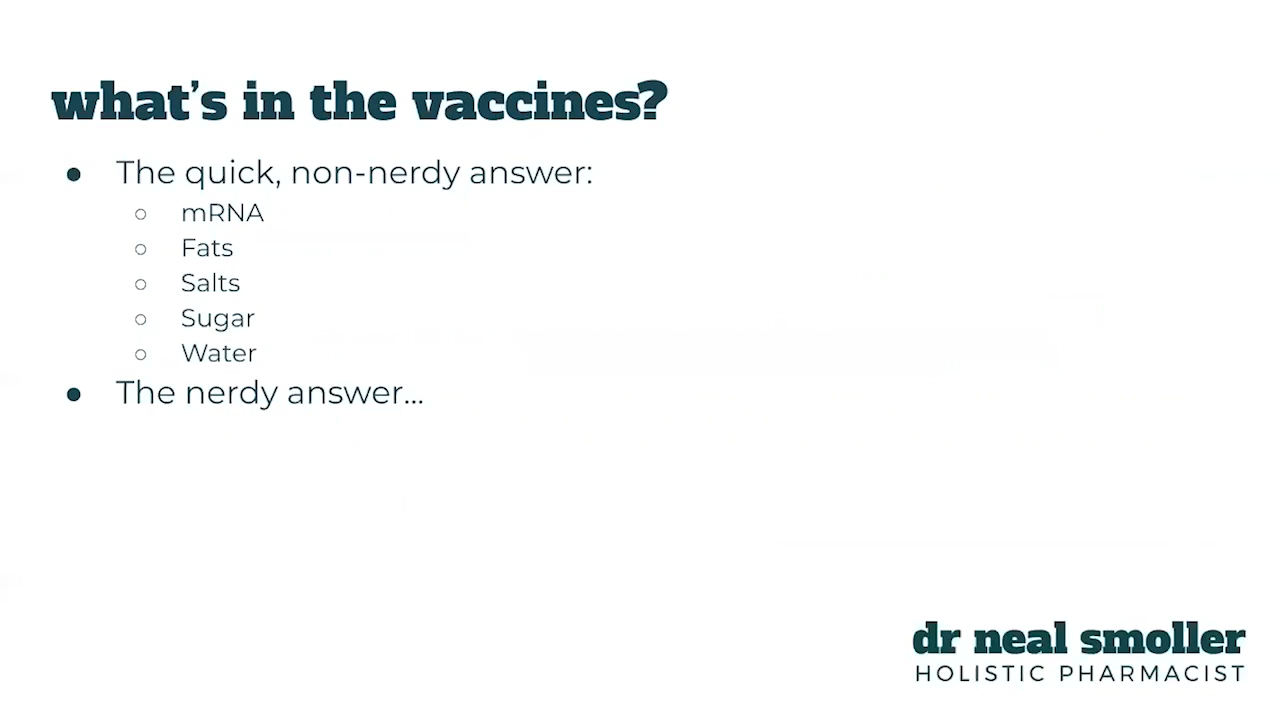 what's in the vaccines?
● The quick, non-nerdy answer:
○ mRNA
○ Fats
○ Salts
○ Sugar
○ Water
● The nerdy answer...
dr neal smoller
HOLISTIC PHARMACIST